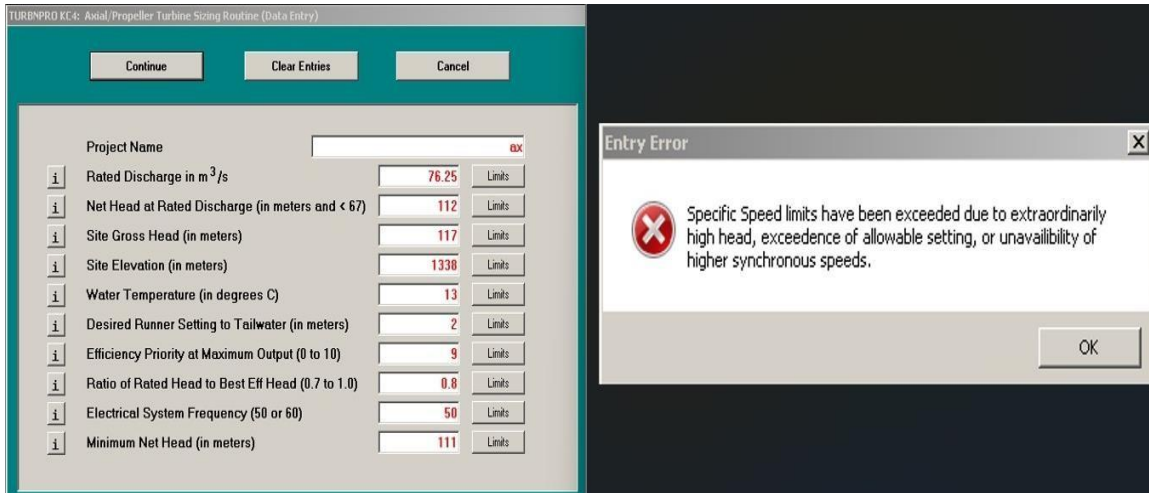 TURBNPRO KC4: Axial/Propeller Turbine Sizing Routine (Data Entry)
Continue Clear Entries Cancel
Project Name ax
i Rated Discharge in m³/s 76.25 Limits
i Net Head at Rated Discharge (in meters and < 67) 112 Limits
i Site Gross Head (in meters) 117 Limits
i Site Elevation (in meters) 1338 Limits
i Water Temperature (in degrees C) 13 Limits
i Desired Runner Setting to Tailwater (in meters) 2 Limits
i Efficiency Priority at Maximum Output (0 to 10) 9 Limits
i Ratio of Rated Head to Best Eff Head (0.7 to 1.0) 0.8 Limits
i Electrical System Frequency (50 or 60) 50 Limits
i Minimum Net Head (in meters) 111 Limits
Entry Error
Specific Speed limits have been exceeded due to extraordinarily
high head, exceedence of allowable setting, or unavailibility of
higher synchronous speeds.
OK